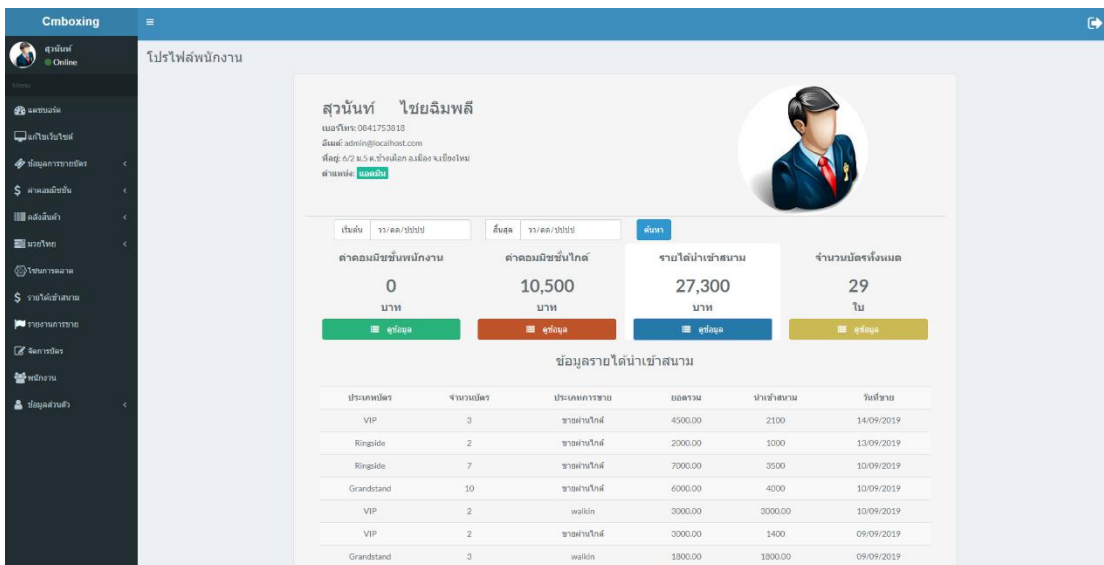 Cmboxing
สุวนันท์
Online
Menu
แดชบอร์ด
แก้ไขเว็บไซต์
ข้อมูลการขายบัตร
ค่าคอมมิชชั่น
คลังสินค้า
มวยไทย
โซนการตลาด
รายได้เข้าสนาม
รายงานการขาย
จัดการบัตร
พนักงาน
ข้อมูลส่วนตัว
โปรไฟล์พนักงาน
สุวนันท์ ไชยฉิมพลี
เบอร์โทร: 0841753818
อีเมล์: admin@localhost.com
ที่อยู่: 6/2 ม.5 ต.ช้างเผือก อ.เมือง จ.เชียงใหม่
ตำแหน่ง: แอดมิน
เริ่มต้น วว/ดด/ปปปป สิ้นสุด วว/ดด/ปปปป ค้นหา
ค่าคอมมิชชั่นพนักงาน ค่าคอมมิชชั่นไกด์ รายได้นำเข้าสนาม จำนวนบัตรทั้งหมด
0 10,500 27,300 29
บาท บาท บาท ใบ
ดูข้อมูล ดูข้อมูล ดูข้อมูล ดูข้อมูล
ข้อมูลรายได้นำเข้าสนาม
ประเภทบัตร จำนวนบัตร ประเภทการขาย ยอดรวม นำเข้าสนาม วันที่ขาย
VIP 3 ขายผ่านไกด์ 4500.00 2100 14/09/2019
Ringside 2 ขายผ่านไกด์ 2000.00 1000 13/09/2019
Ringside 7 ขายผ่านไกด์ 7000.00 3500 10/09/2019
Grandstand 10 ขายผ่านไกด์ 6000.00 4000 10/09/2019
VIP 2 walkin 3000.00 3000.00 10/09/2019
VIP 2 ขายผ่านไกด์ 3000.00 1400 09/09/2019
Grandstand 3 walkin 1800.00 1800.00 09/09/2019